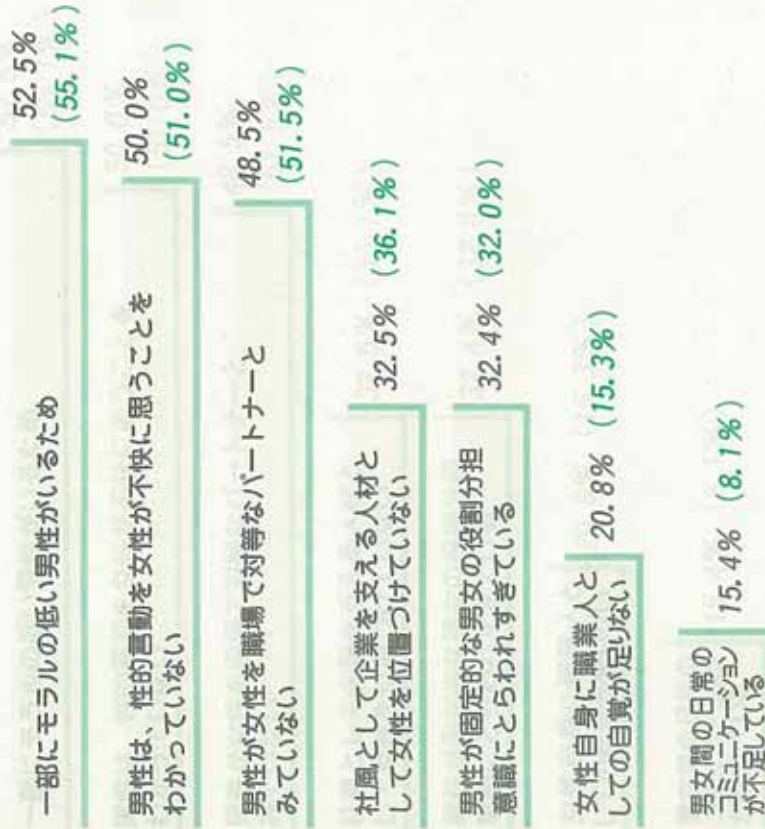 一部にモラルの低い男性がいるため
52.5%
(55.1%)
男性は、性的言動を女性が不快に思うことを
わかっていない
50.0%
(51.0%)
男性が女性を職場で対等なパートナーと
みていない
48.5%
(51.5%)
社風として企業を支える人材と
して女性を位置づけていない
32.5% (36.1%)
男性が固定的な男女の役割分担
意識にとらわれすぎている
32.4% (32.0%)
女性自身に職業人と
しての自覚が足りない
20.8% (15.3%)
男女間の日常の
コミュニケーション
が不足している
15.4% (8.1%)